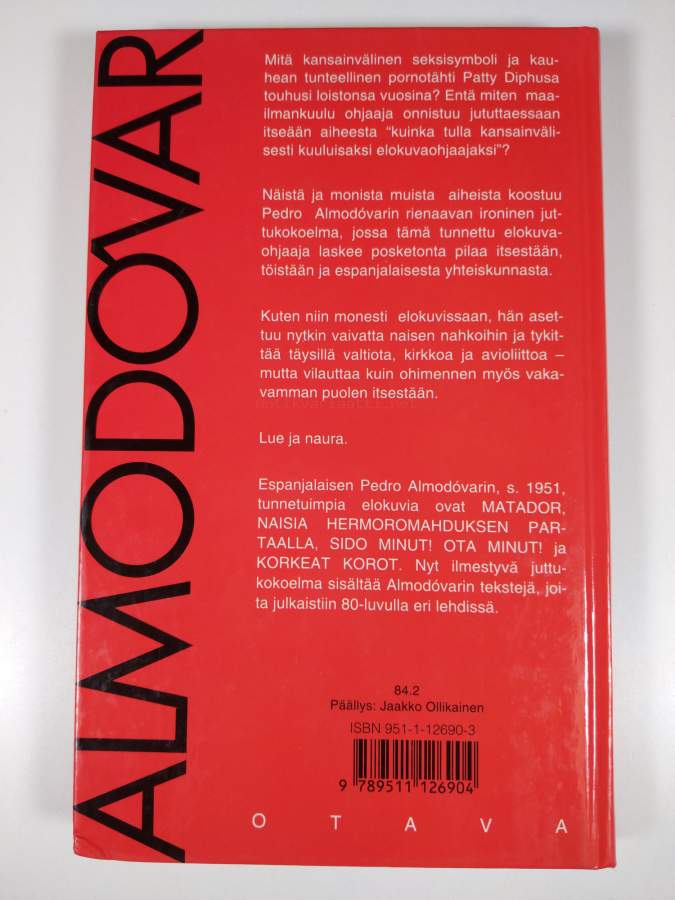 ALMODÓVAR
Mitä kansainvälinen seksisymboli ja kau-
hean tunteellinen pornotähti Patty Diphusa
touhusi loistonsa vuosina? Entä miten maa-
ilmankuulu ohjaaja onnistuu jututtaessaan
itseään aiheesta “kuinka tulla kansainväli-
sesti kuuluisaksi elokuvaohjaajaksi”?
Näistä ja monista muista aiheista koostuu
Pedro Almodóvarin rienaavan ironinen jut-
tukokoelma, jossa tämä tunnettu elokuva-
ohjaaja laskee posketonta pilaa itsestään,
töistään ja espanjalaisesta yhteiskunnasta.
Kuten niin monesti elokuvissaan, hän aset-
tuu nytkin vaivatta naisen nahkoihin ja tykit-
tää täysillä valtiota, kirkkoa ja avioliittoa –
mutta vilauttaa kuin ohimennen myös vaka-
vamman puolen itsestään.
Lue ja naura.
Espanjalaisen Pedro Almodóvarin, s. 1951,
tunnetuimpia elokuvia ovat MATADOR,
NAISIA HERMOROMAHDUKSEN PAR-
TAALLA, SIDO MINUT! OTA MINUT! ja
KORKEAT KOROT. Nyt ilmestyvä juttu-
kokoelma sisältää Almodóvarin tekstejä, joi-
ta julkaistiin 80-luvulla eri lehdissä.
84.2
Päällys: Jaakko Ollikainen
ISBN 951-1-12690-3
9 789511 126904
OTAVA